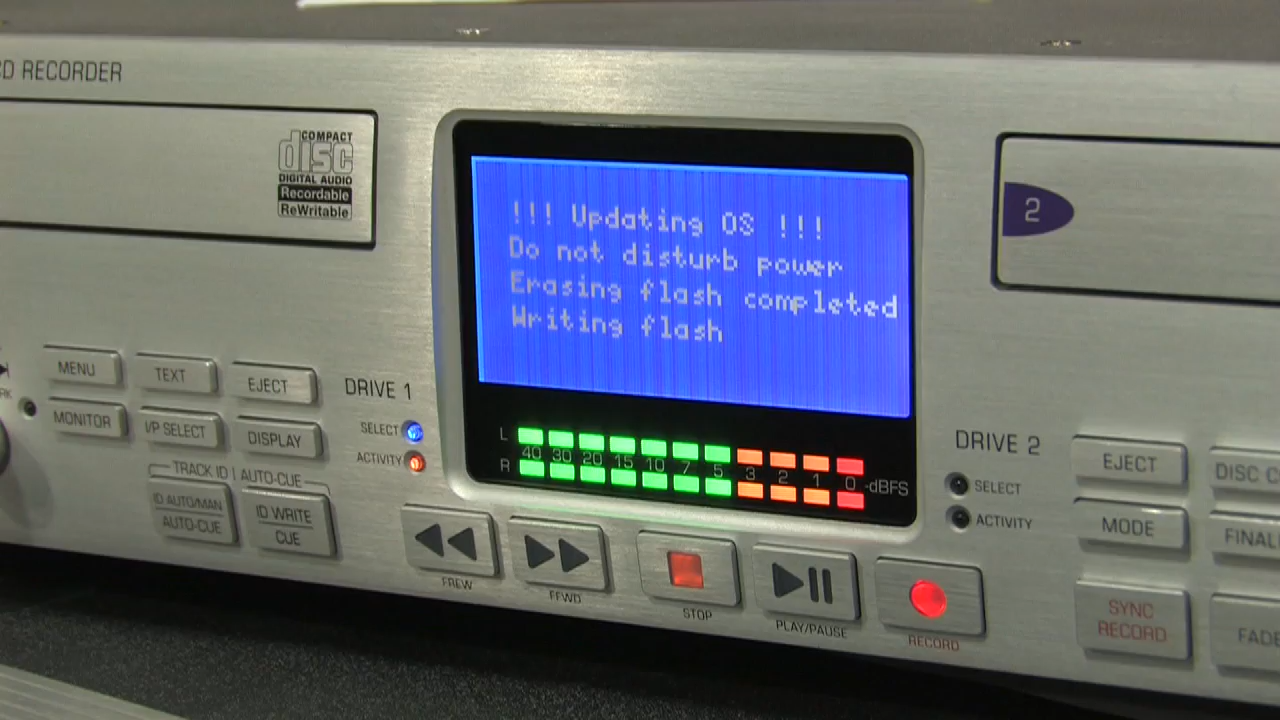 CD RECORDER
COMPACT
disc
DIGITAL AUDIO
Recordable
ReWritable
!!! Updating OS !!!
Do not disturb power
Erasing flash completed
Writing flash
2
MENU
TEXT
EJECT
DRIVE 1
MONITOR
I/P SELECT
DISPLAY
SELECT
ACTIVITY
TRACK ID | AUTO-CUE
ID AUTO/MAN
AUTO-CUE
ID WRITE
CUE
L
40 30 20 15 10 7 5 3 2 1 0 -dBFS
R
DRIVE 2
SELECT
ACTIVITY
EJECT
DISC
MODE
SYNC
RECORD
FREW
FFWD
STOP
PLAY/PAUSE
RECORD